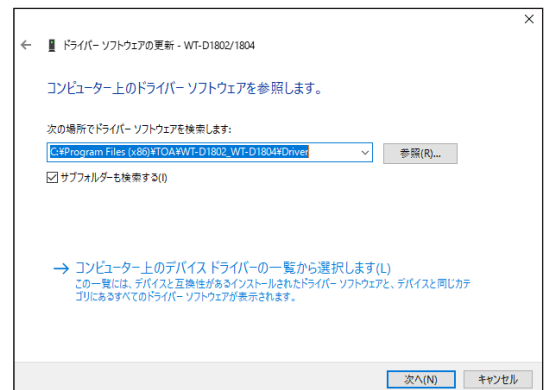 ドライバー ソフトウェアの更新 - WT-D1802/1804
コンピューター上のドライバー ソフトウェアを参照します。
次の場所でドライバー ソフトウェアを検索します:
C:¥Program Files (x86)¥TOA¥WT-D1802_WT-D1804¥Driver
参照(R)...
サブフォルダーも検索する(I)
→ コンピューター上のデバイス ドライバーの一覧から選択します(L)
この一覧には、デバイスと互換性があるインストールされたドライバー ソフトウェアと、デバイスと同じカテ
ゴリにあるすべてのドライバー ソフトウェアが表示されます。
次へ(N)
キャンセル